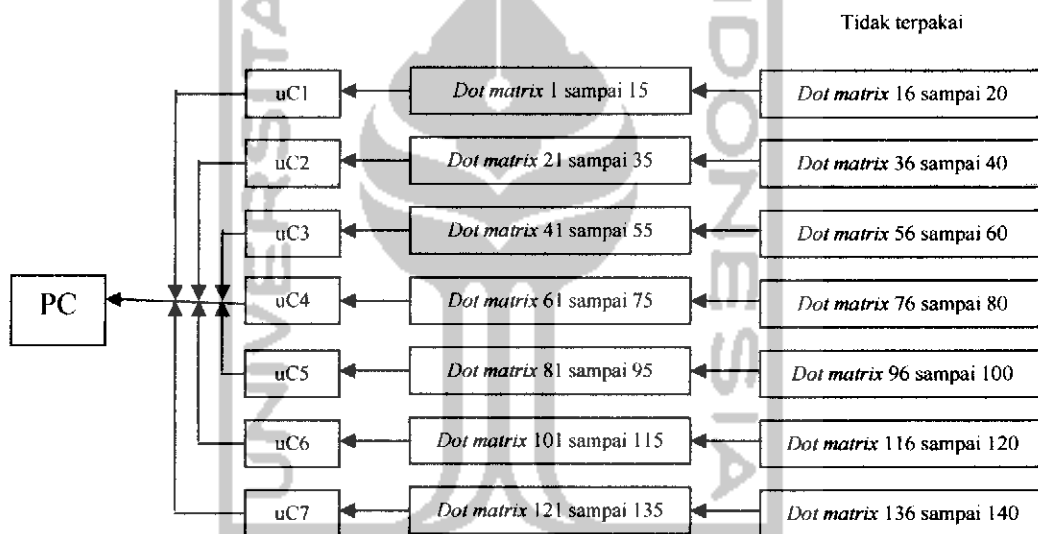 Tidak terpakai
uC1
Dot matrix 1 sampai 15
Dot matrix 16 sampai 20
uC2
Dot matrix 21 sampai 35
Dot matrix 36 sampai 40
uC3
Dot matrix 41 sampai 55
Dot matrix 56 sampai 60
PC
uC4
Dot matrix 61 sampai 75
Dot matrix 76 sampai 80
uC5
Dot matrix 81 sampai 95
Dot matrix 96 sampai 100
uC6
Dot matrix 101 sampai 115
Dot matrix 116 sampai 120
uC7
Dot matrix 121 sampai 135
Dot matrix 136 sampai 140
UNIVERSITA
DONESIA